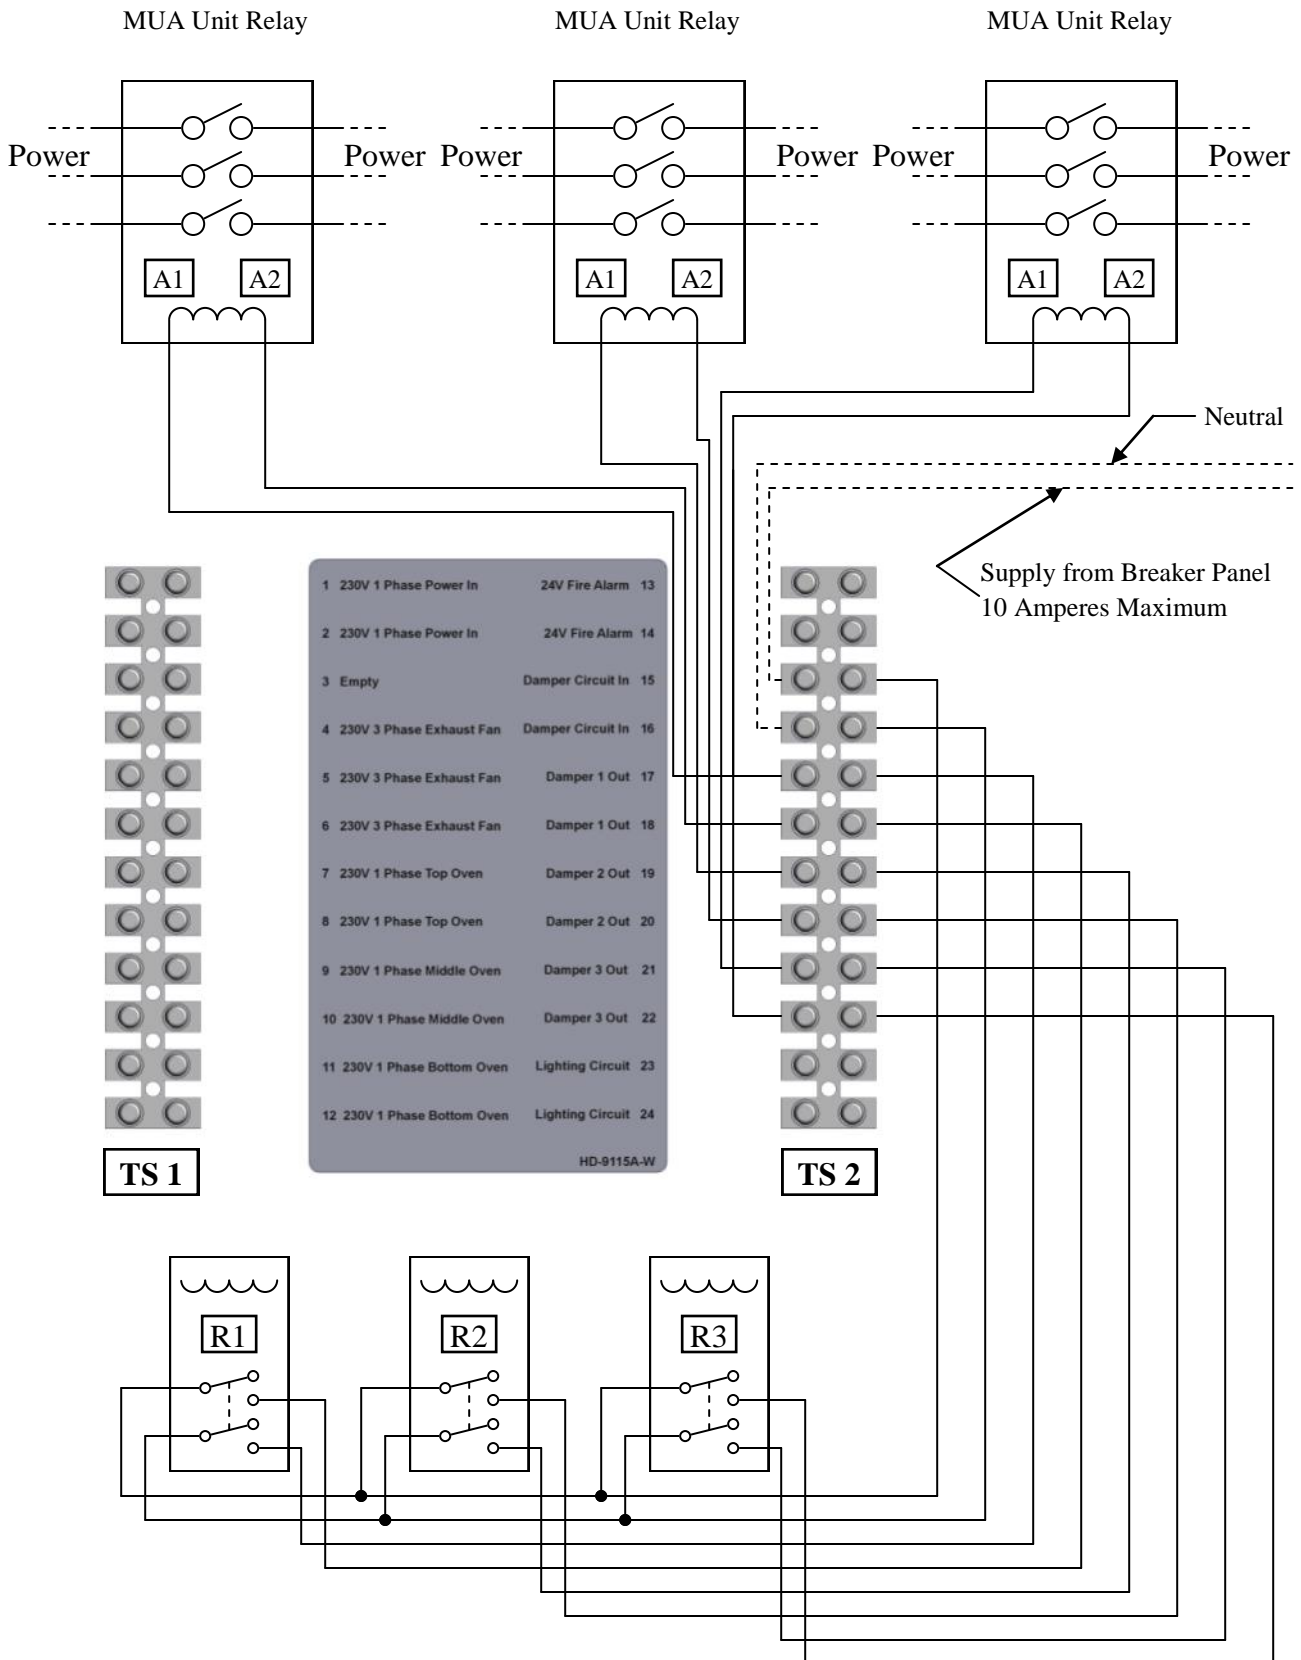 MUA Unit Relay MUA Unit Relay MUA Unit Relay
Power Power Power Power Power Power
A1 A2 A1 A2 A1 A2
Neutral
Supply from Breaker Panel
10 Amperes Maximum
1 230V 1 Phase Power In 24V Fire Alarm 13
2 230V 1 Phase Power In 24V Fire Alarm 14
3 Empty Damper Circuit In 15
4 230V 3 Phase Exhaust Fan Damper Circuit In 16
5 230V 3 Phase Exhaust Fan Damper 1 Out 17
6 230V 3 Phase Exhaust Fan Damper 1 Out 18
7 230V 1 Phase Top Oven Damper 2 Out 19
8 230V 1 Phase Top Oven Damper 2 Out 20
9 230V 1 Phase Middle Oven Damper 3 Out 21
10 230V 1 Phase Middle Oven Damper 3 Out 22
11 230V 1 Phase Bottom Oven Lighting Circuit 23
12 230V 1 Phase Bottom Oven Lighting Circuit 24
HD-9115A-W
TS 1 TS 2
R1 R2 R3